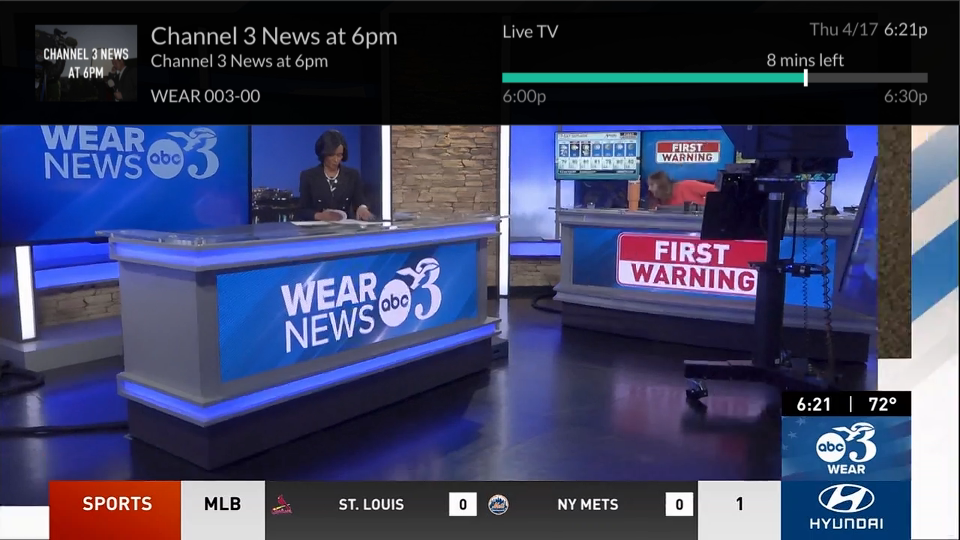 Channel 3 News at 6pm
Channel 3 News at 6pm
WEAR 003-00
CHANNEL 3 NEWS
AT 6PM
Live TV
Thu 4/17 6:21p
8 mins left
6:00p
6:30p
WEAR
NEWS abc 3
FIRST
WARNING
WEAR
NEWS abc 3
FIRST
WARNING
6:21 | 72°
abc 3
WEAR
HYUNDAI
SPORTS
MLB
ST. LOUIS 0
NY METS 0
1